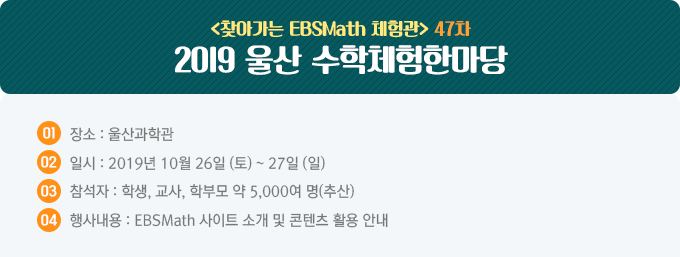 <찾아가는 EBSMath 체험관> 47차
2019 울산 수학체험한마당
01 장소 : 울산과학관
02 일시 : 2019년 10월 26일 (토) ~ 27일 (일)
03 참석자 : 학생, 교사, 학부모 약 5,000여 명(추산)
04 행사내용 : EBSMath 사이트 소개 및 콘텐츠 활용 안내